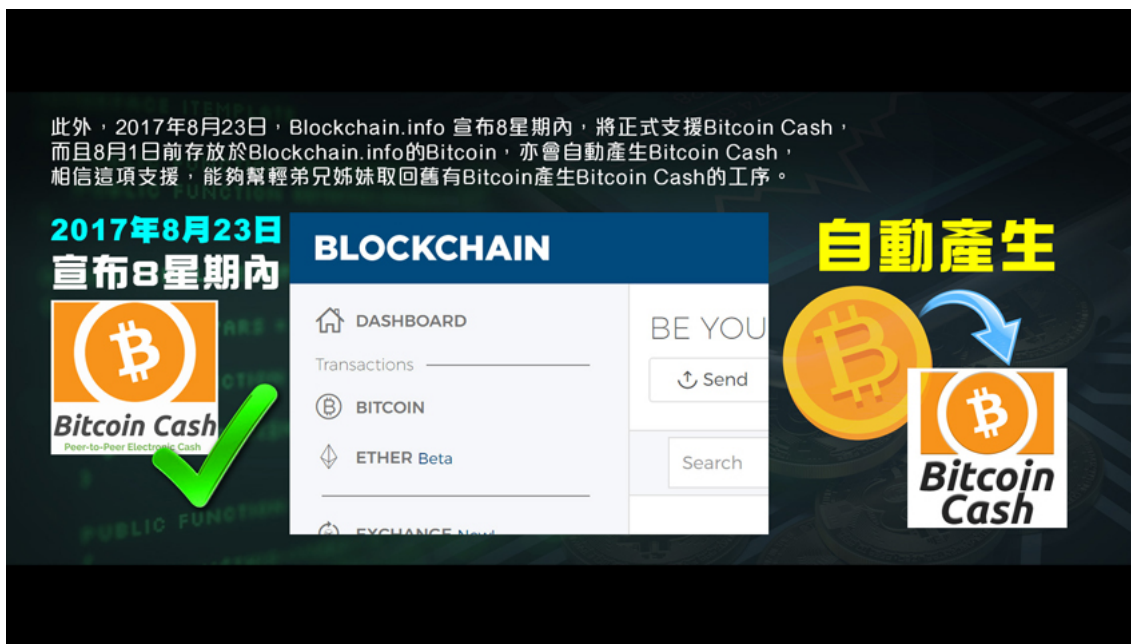 此外，2017年8月23日，Blockchain.info 宣布8星期內，將正式支援Bitcoin Cash，
而且8月1日前存放於Blockchain.info的Bitcoin，亦會自動產生Bitcoin Cash，
相信這項支援，能夠幫輕弟兄姊妹取回舊有Bitcoin產生Bitcoin Cash的工序。
2017年8月23日
宣布8星期內
Bitcoin Cash
Peer-to-Peer Electronic Cash
BLOCKCHAIN
DASHBOARD
Transactions
BITCOIN
ETHER Beta
EXCHANGE New!
BE YOU
Send
Search
自動產生
Bitcoin
Cash
PUBLIC FUNCTION